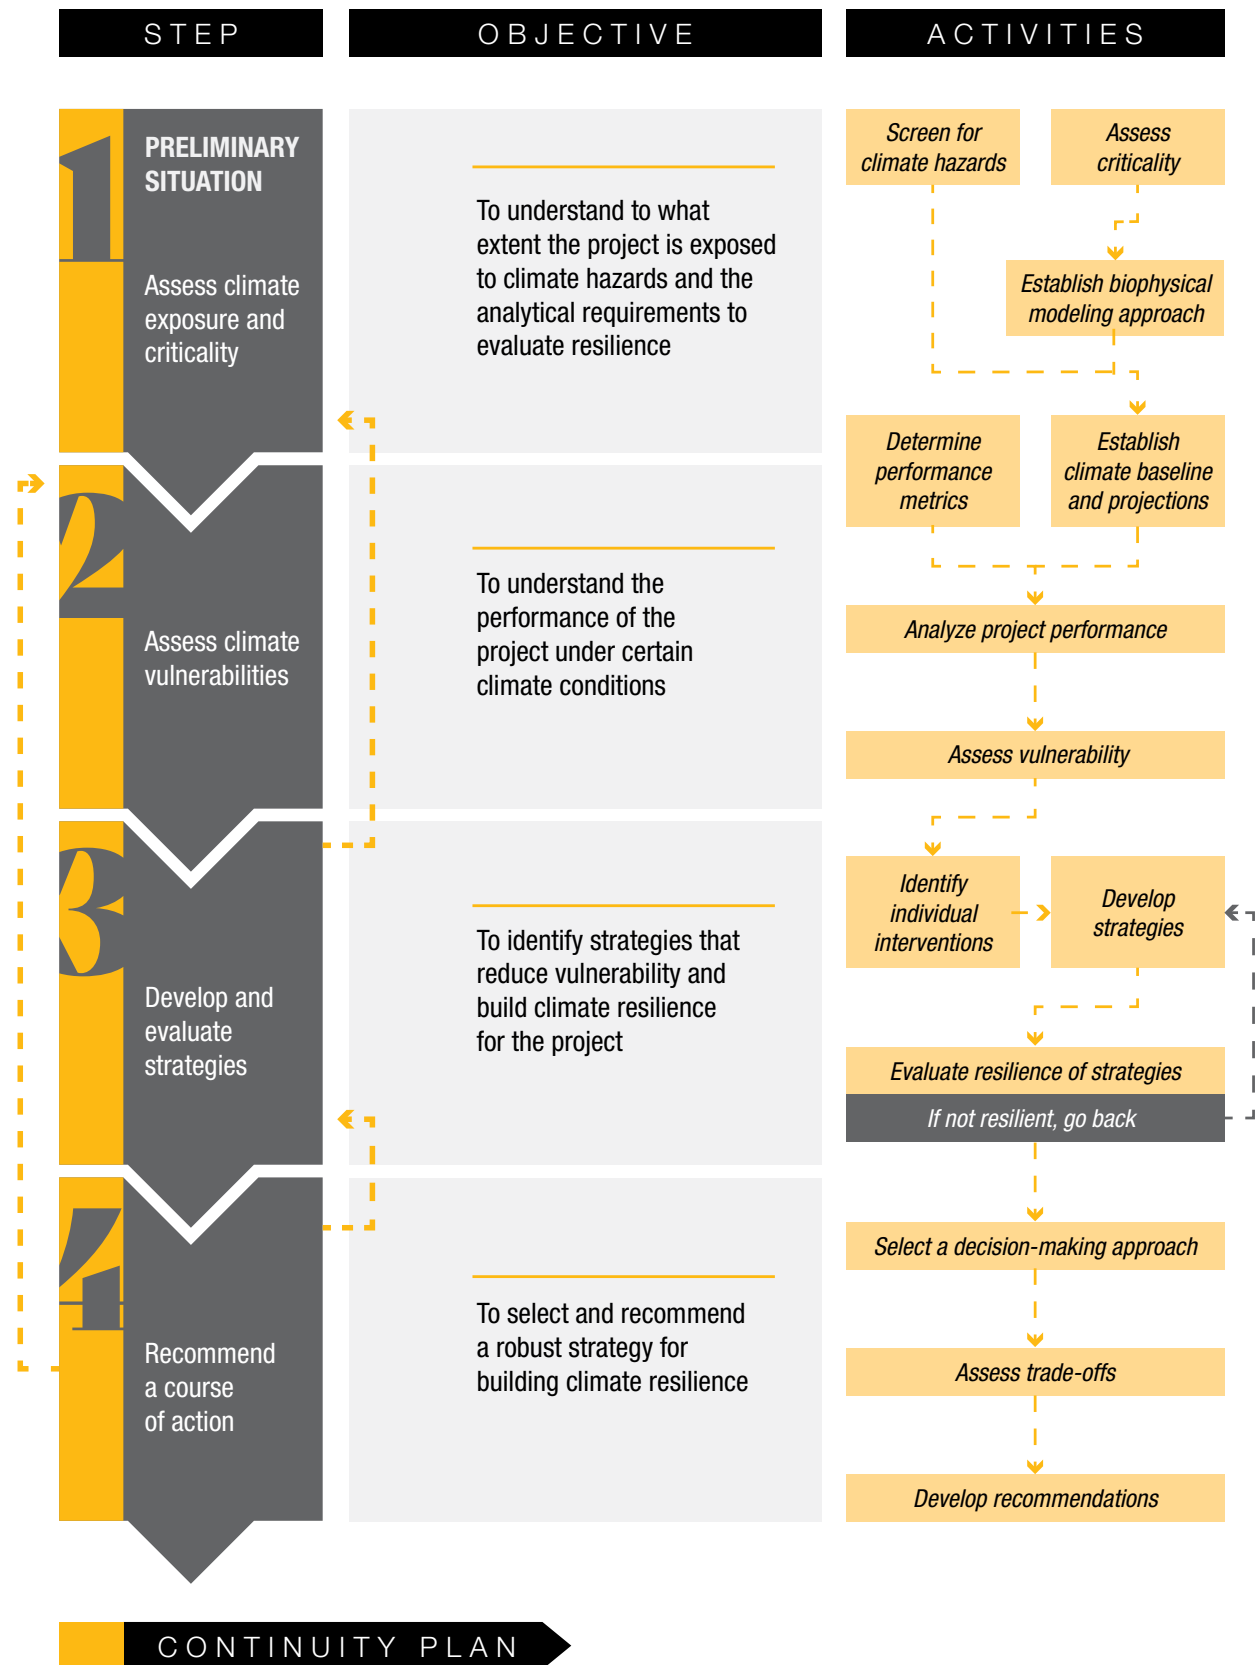 STEP
OBJECTIVE
ACTIVITIES
1
PRELIMINARY
SITUATION
Assess climate
exposure and
criticality
To understand to what
extent the project is exposed
to climate hazards and the
analytical requirements to
evaluate resilience
Screen for
climate hazards
Assess
criticality
Establish biophysical
modeling approach
2
Assess climate
vulnerabilities
To understand the
performance of the
project under certain
climate conditions
Determine
performance
metrics
Establish
climate baseline
and projections
Analyze project performance
Assess vulnerability
3
Develop and
evaluate
strategies
To identify strategies that
reduce vulnerability and
build climate resilience
for the project
Identify
individual
interventions
Develop
strategies
Evaluate resilience of strategies
If not resilient, go back
4
Recommend
a course
of action
To select and recommend
a robust strategy for
building climate resilience
Select a decision-making approach
Assess trade-offs
Develop recommendations
CONTINUITY PLAN